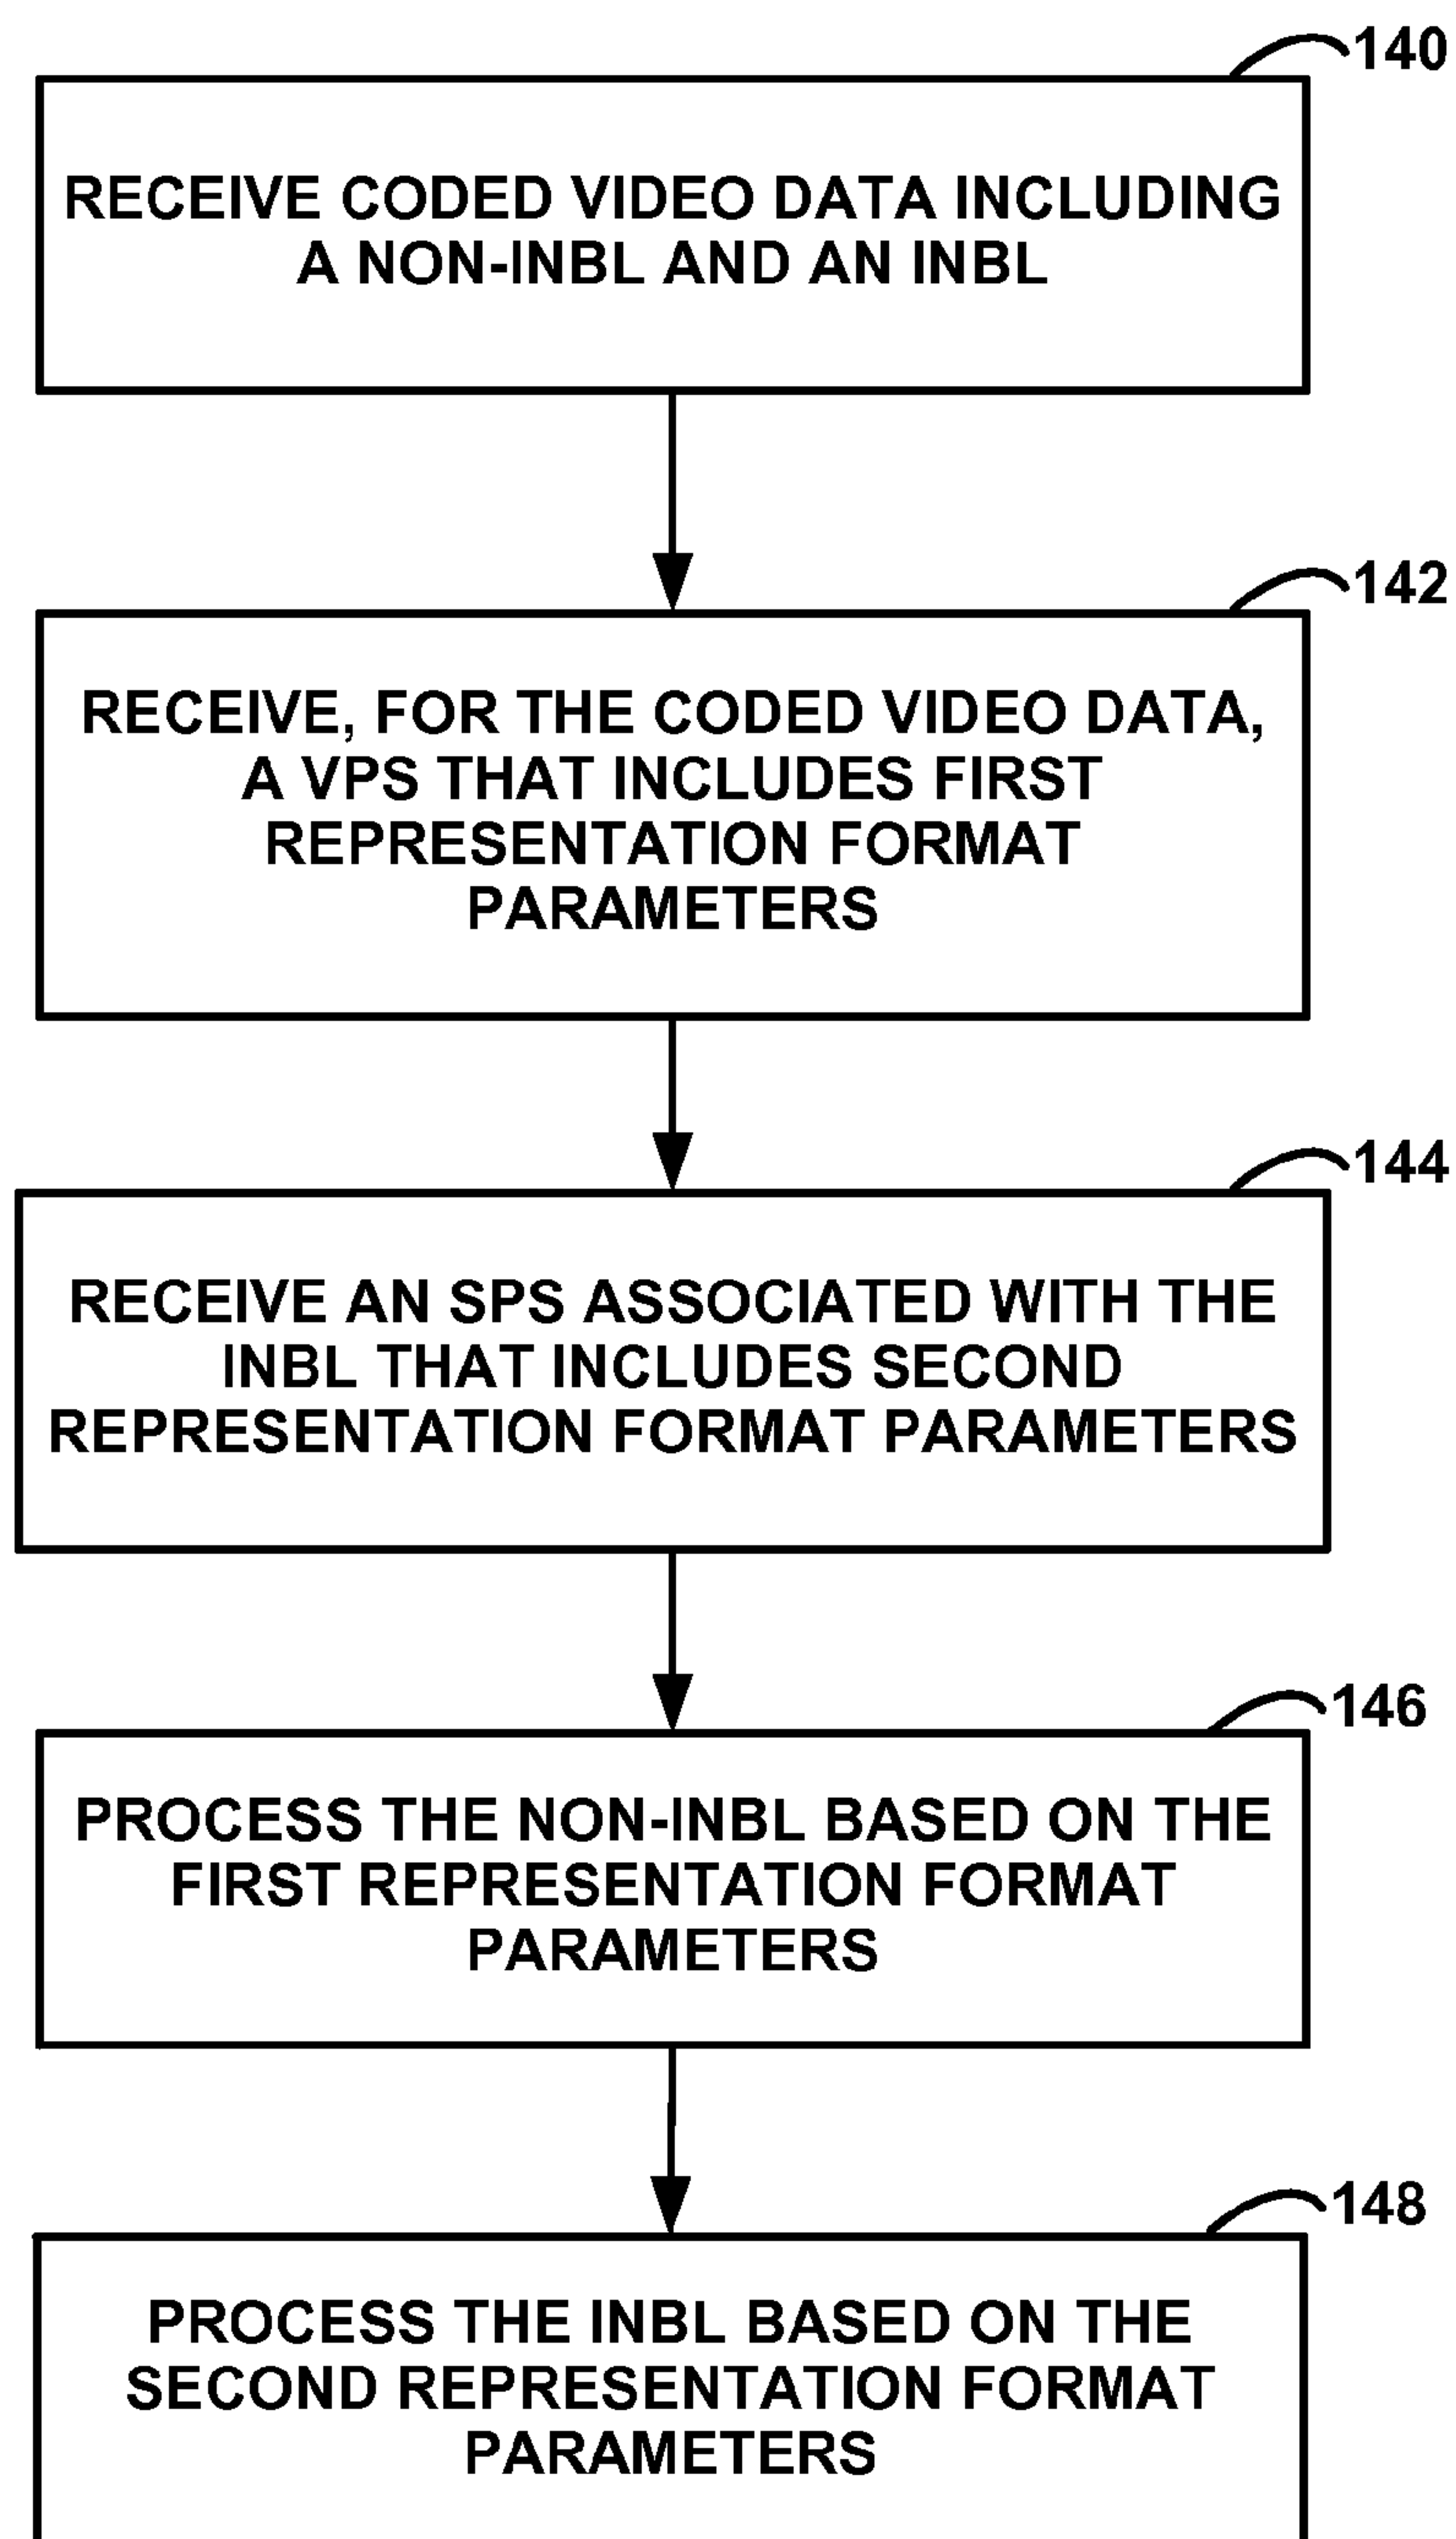 140
RECEIVE CODED VIDEO DATA INCLUDING
A NON-INBL AND AN INBL
142
RECEIVE, FOR THE CODED VIDEO DATA,
A VPS THAT INCLUDES FIRST
REPRESENTATION FORMAT
PARAMETERS
144
RECEIVE AN SPS ASSOCIATED WITH THE
INBL THAT INCLUDES SECOND
REPRESENTATION FORMAT PARAMETERS
146
PROCESS THE NON-INBL BASED ON THE
FIRST REPRESENTATION FORMAT
PARAMETERS
148
PROCESS THE INBL BASED ON THE
SECOND REPRESENTATION FORMAT
PARAMETERS